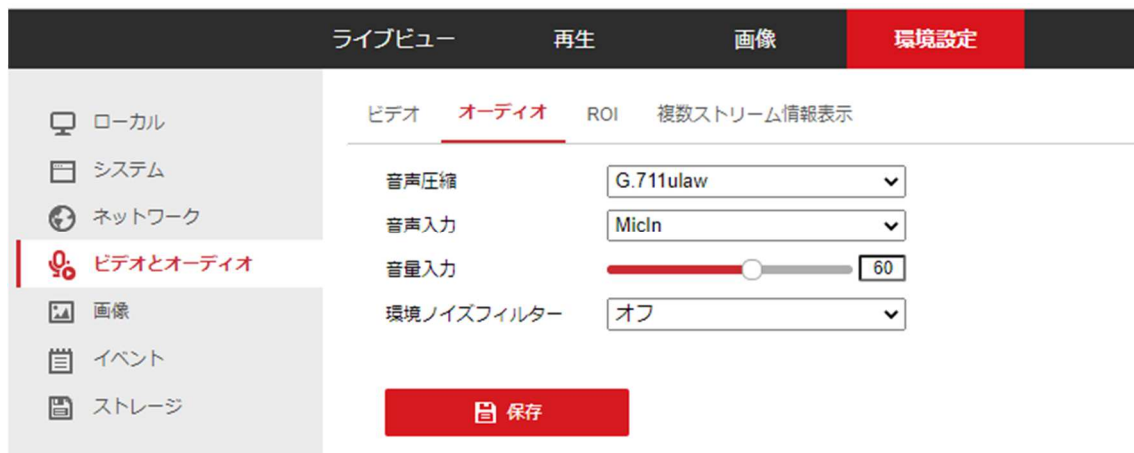 ライブビュー 再生 画像 環境設定
ローカル
システム
ネットワーク
ビデオとオーディオ
画像
イベント
ストレージ
ビデオ オーディオ ROI 複数ストリーム情報表示
音声圧縮 G.711ulaw
音声入力 MicIn
音量入力 60
環境ノイズフィルター オフ
保存